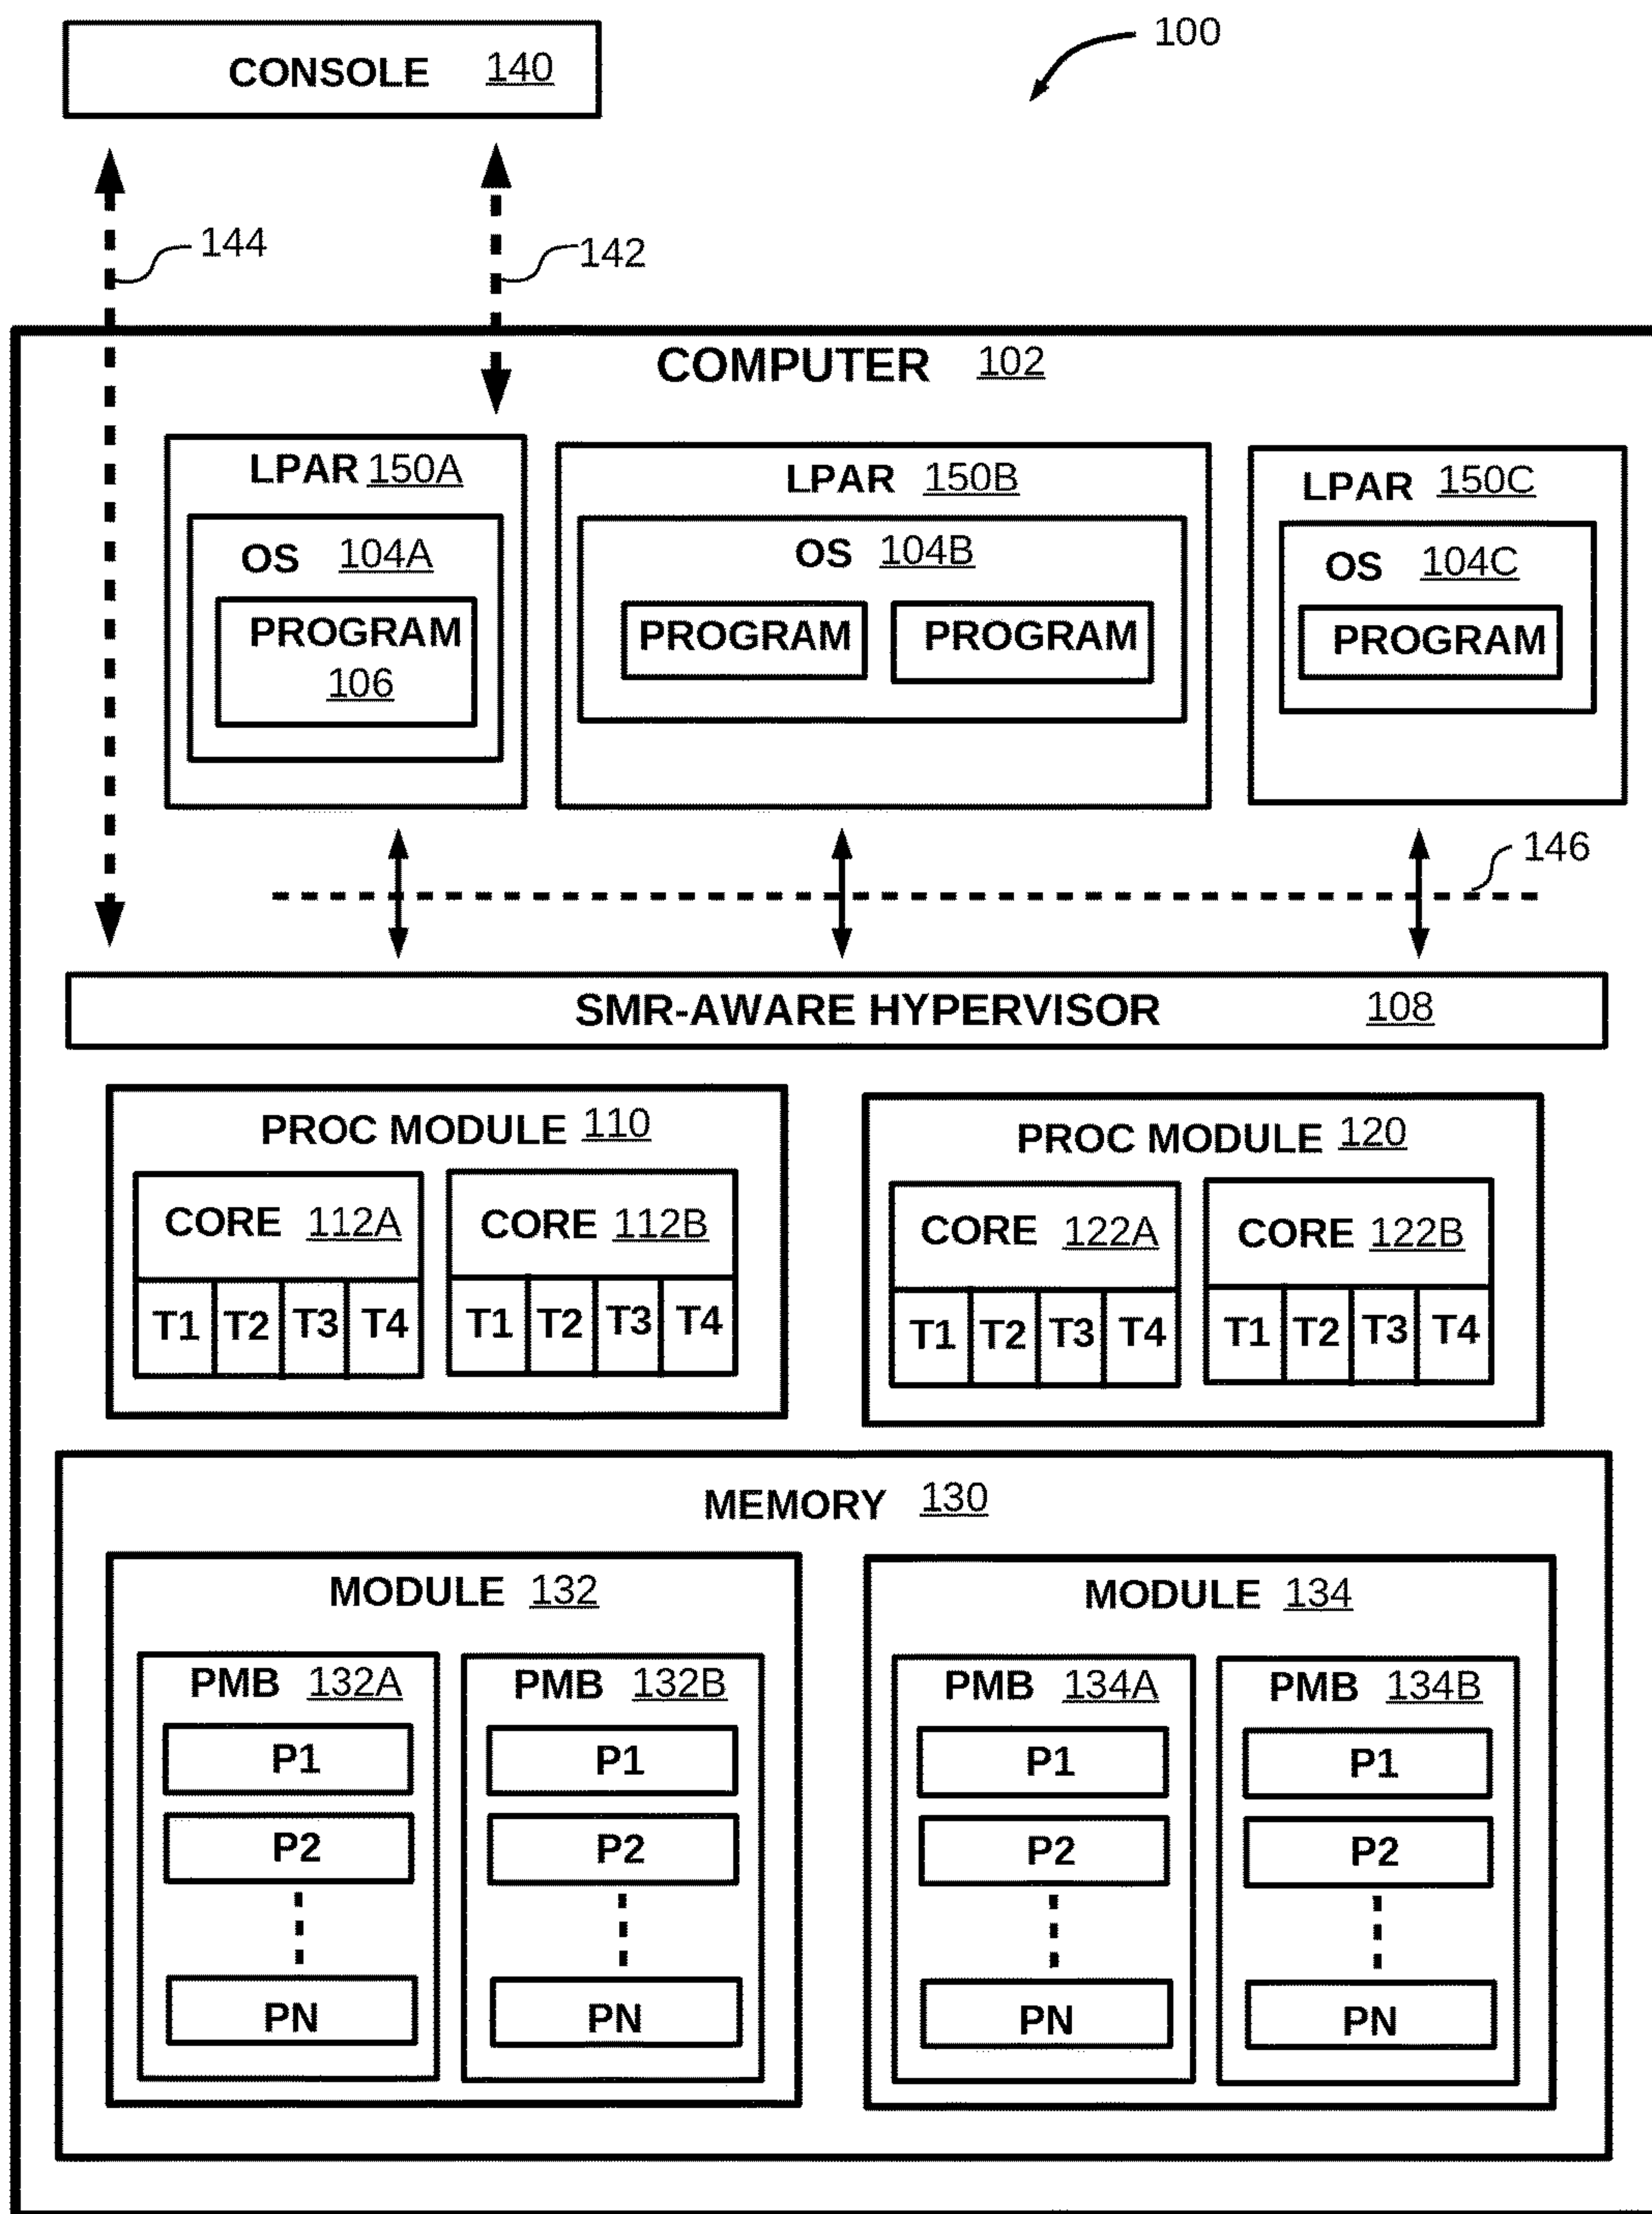 100
CONSOLE 140
144
142
COMPUTER 102
LPAR 150A
OS 104A
PROGRAM
106
LPAR 150B
OS 104B
PROGRAM PROGRAM
LPAR 150C
OS 104C
PROGRAM
146
SMR-AWARE HYPERVISOR 108
PROC MODULE 110
CORE 112A
T1 T2 T3 T4
CORE 112B
T1 T2 T3 T4
PROC MODULE 120
CORE 122A
T1 T2 T3 T4
CORE 122B
T1 T2 T3 T4
MEMORY 130
MODULE 132
PMB 132A
P1
P2
PN
PMB 132B
P1
P2
PN
MODULE 134
PMB 134A
P1
P2
PN
PMB 134B
P1
P2
PN